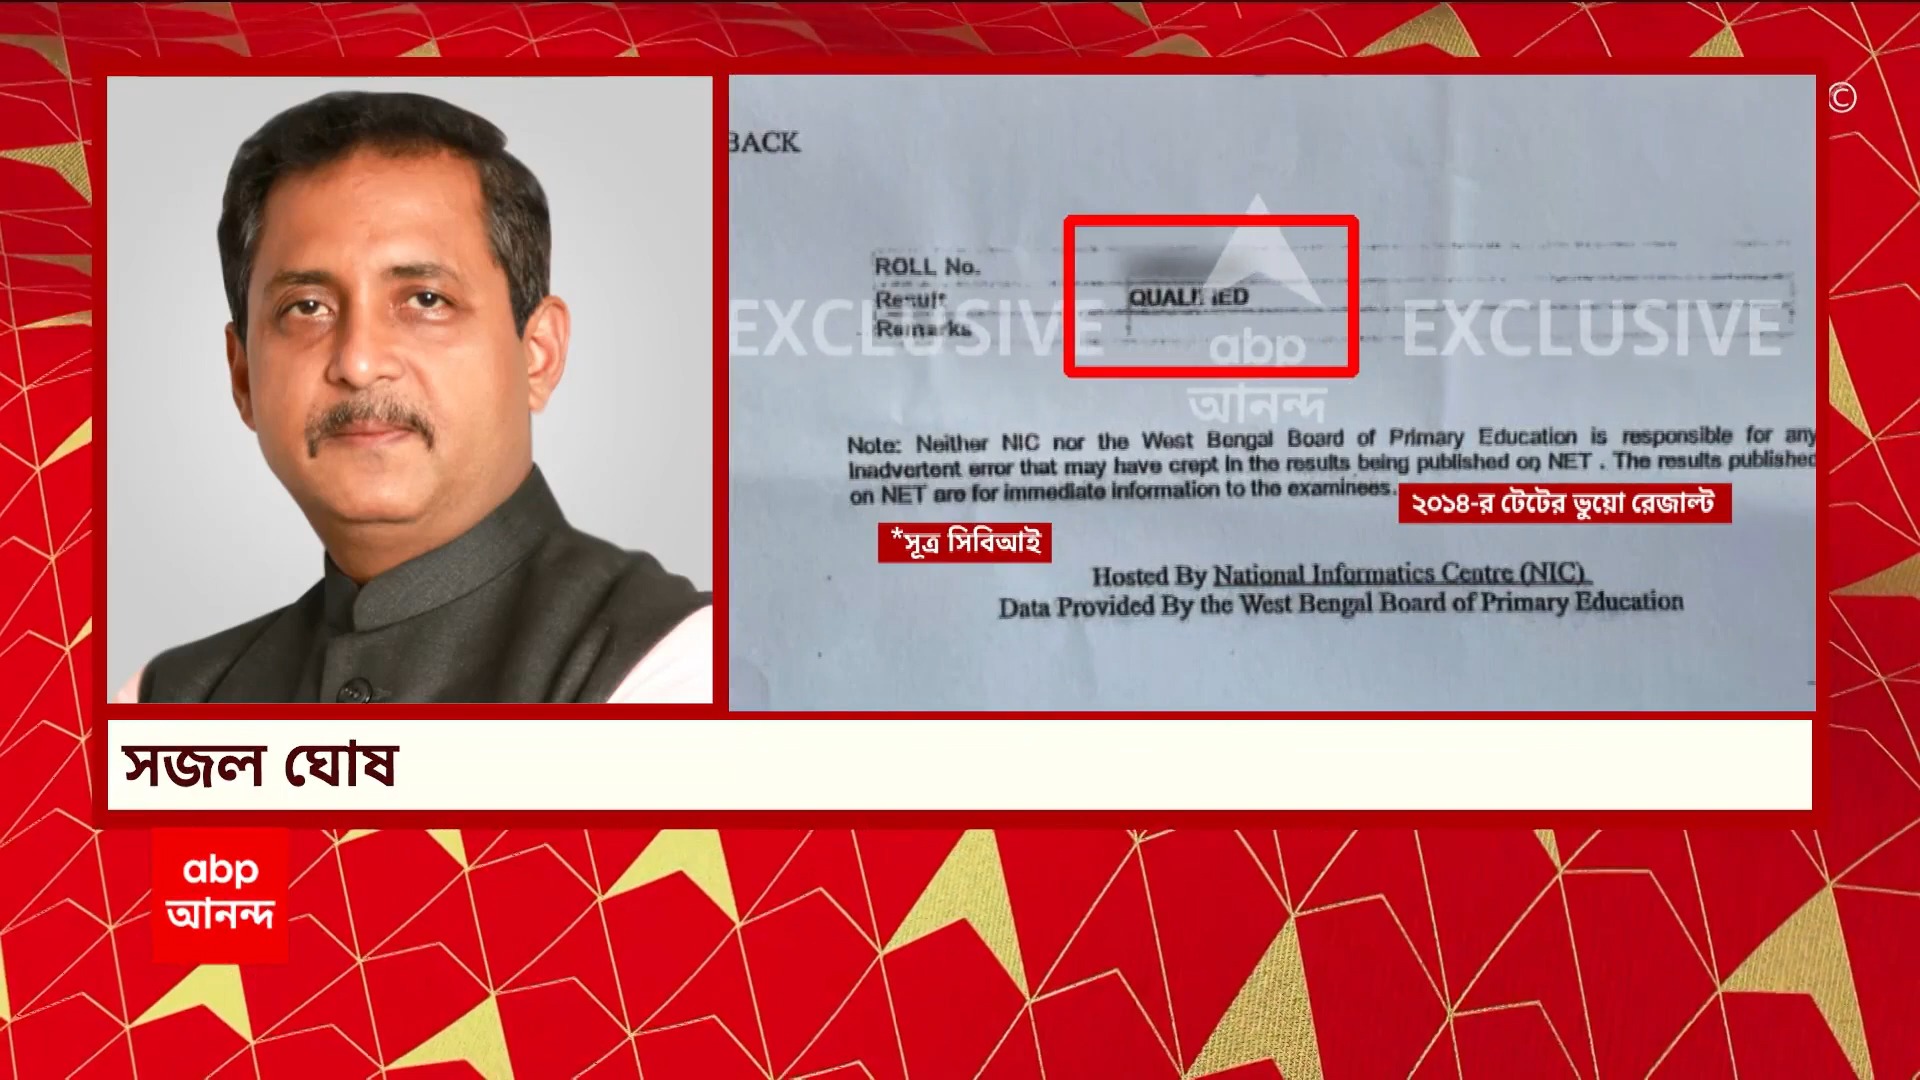 ©
BACK
ROLL No.
Result QUALIFIED
Remarks
EXCLUSIVE EXCLUSIVE
abp
আনন্দ
Note: Neither NIC nor the West Bengal Board of Primary Education is responsible for any
Inadvertent error that may have crept in the results being published on NET . The results published
on NET are for immediate information to the examinees.
২০১৪-র টেটের ভুয়ো রেজাল্ট
*সূত্র সিবিআই
Hosted By National Informatics Centre (NIC)
Data Provided By the West Bengal Board of Primary Education
সজল ঘোষ
abp
আনন্দ